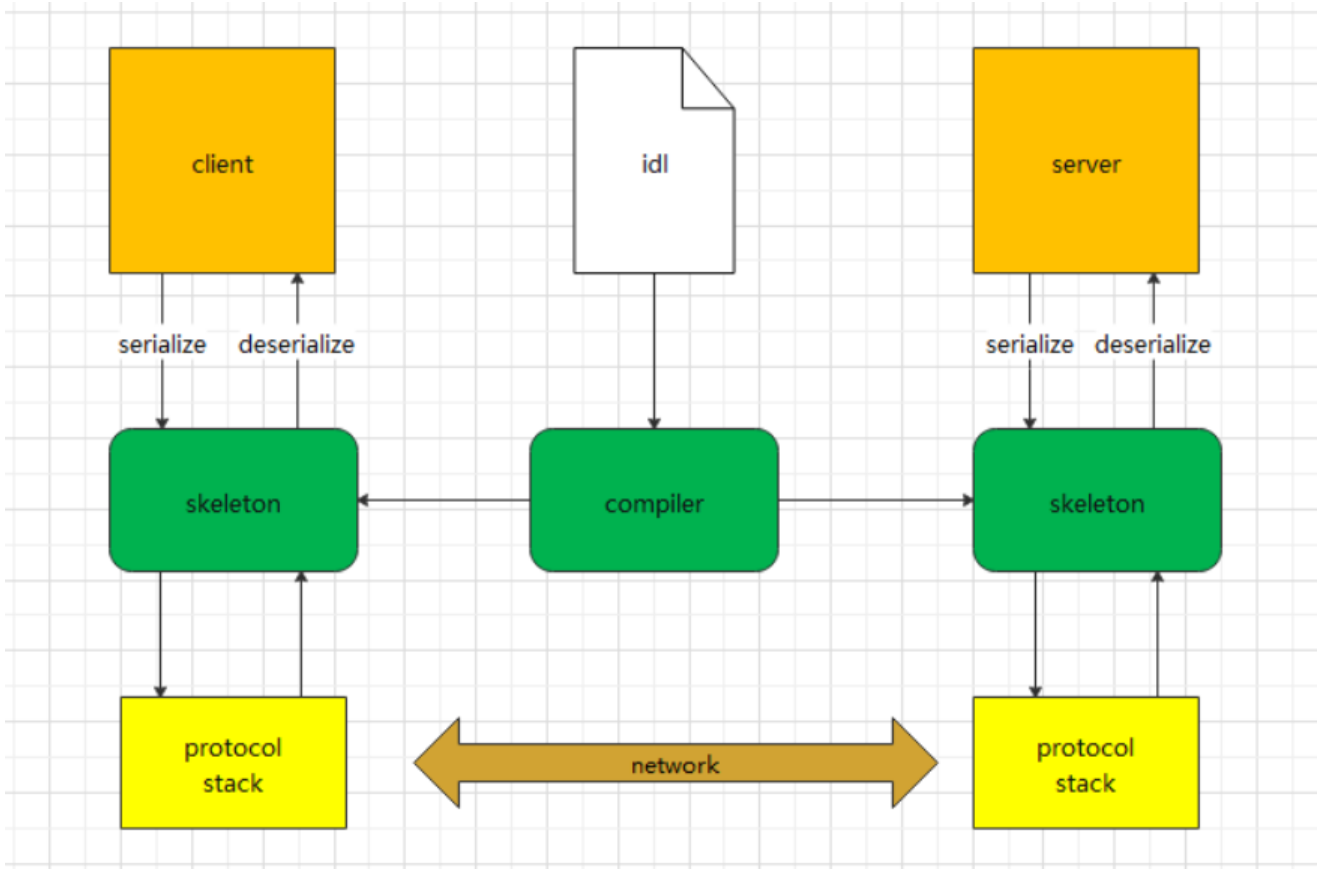 client
idl
server
serialize
deserialize
serialize
deserialize
skeleton
compiler
skeleton
protocol
stack
network
protocol
stack